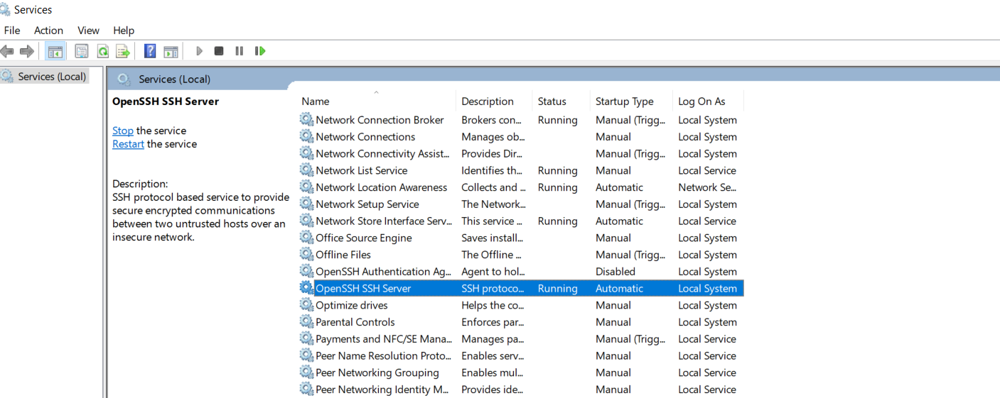 Services
File Action View Help
Services (Local)
Services (Local)
OpenSSH SSH Server
Stop the service
Restart the service
Description:
SSH protocol based service to provide
secure encrypted communications
between two untrusted hosts over an
insecure network.
Name Description Status Startup Type Log On As
Network Connection Broker Brokers con... Running Manual (Trigg... Local System
Network Connections Manages ob... Manual Local System
Network Connectivity Assist... Provides Dir... Manual (Trigg... Local System
Network List Service Identifies th... Running Manual Local Service
Network Location Awareness Collects and ... Running Automatic Network Se...
Network Setup Service The Network... Manual (Trigg... Local System
Network Store Interface Serv... This service ... Running Automatic Local Service
Office Source Engine Saves install... Manual Local System
Offline Files The Offline ... Manual (Trigg... Local System
OpenSSH Authentication Ag... Agent to hol... Disabled Local System
OpenSSH SSH Server SSH protoco... Running Automatic Local System
Optimize drives Helps the co... Manual Local System
Parental Controls Enforces par... Manual Local System
Payments and NFC/SE Mana... Manages pa... Manual (Trigg... Local Service
Peer Name Resolution Proto... Enables serv... Manual Local Service
Peer Networking Grouping Enables mul... Manual Local Service
Peer Networking Identity M... Provides ide... Manual Local Service